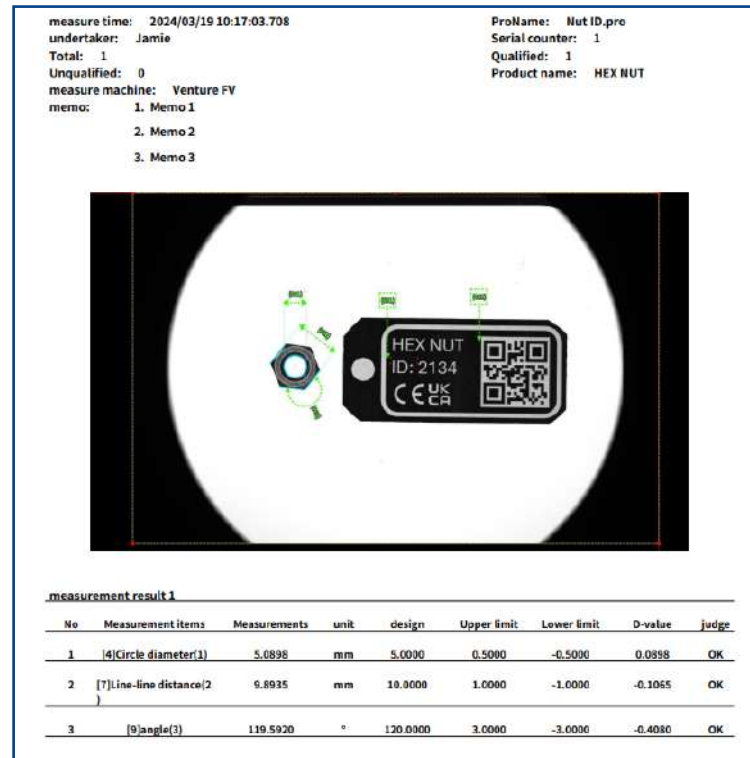 measure time: 2024/03/19 10:17:03.708
ProName: Nut ID.pro
undertaker: Jamie
Serial counter: 1
Total: 1
Qualified: 1
Unqualified: 0
Product name: HEX NUT
measure machine: Venture FV
memo: 1. Memo 1
2. Memo 2
3. Memo 3
HEX NUT
ID: 2134
CE UK CA
measurement result 1
No Measurement items Measurements unit design Upper limit Lower limit D-value judge
1 [4]Circle diameter(1) 5.0898 mm 5.0000 0.5000 -0.5000 0.0898 OK
2 [7]Line-line distance(2 9.8935 mm 10.0000 1.0000 -1.0000 -0.1065 OK
)
3 [9]angle(3) 119.5920 ° 120.0000 3.0000 -3.0000 -0.4080 OK